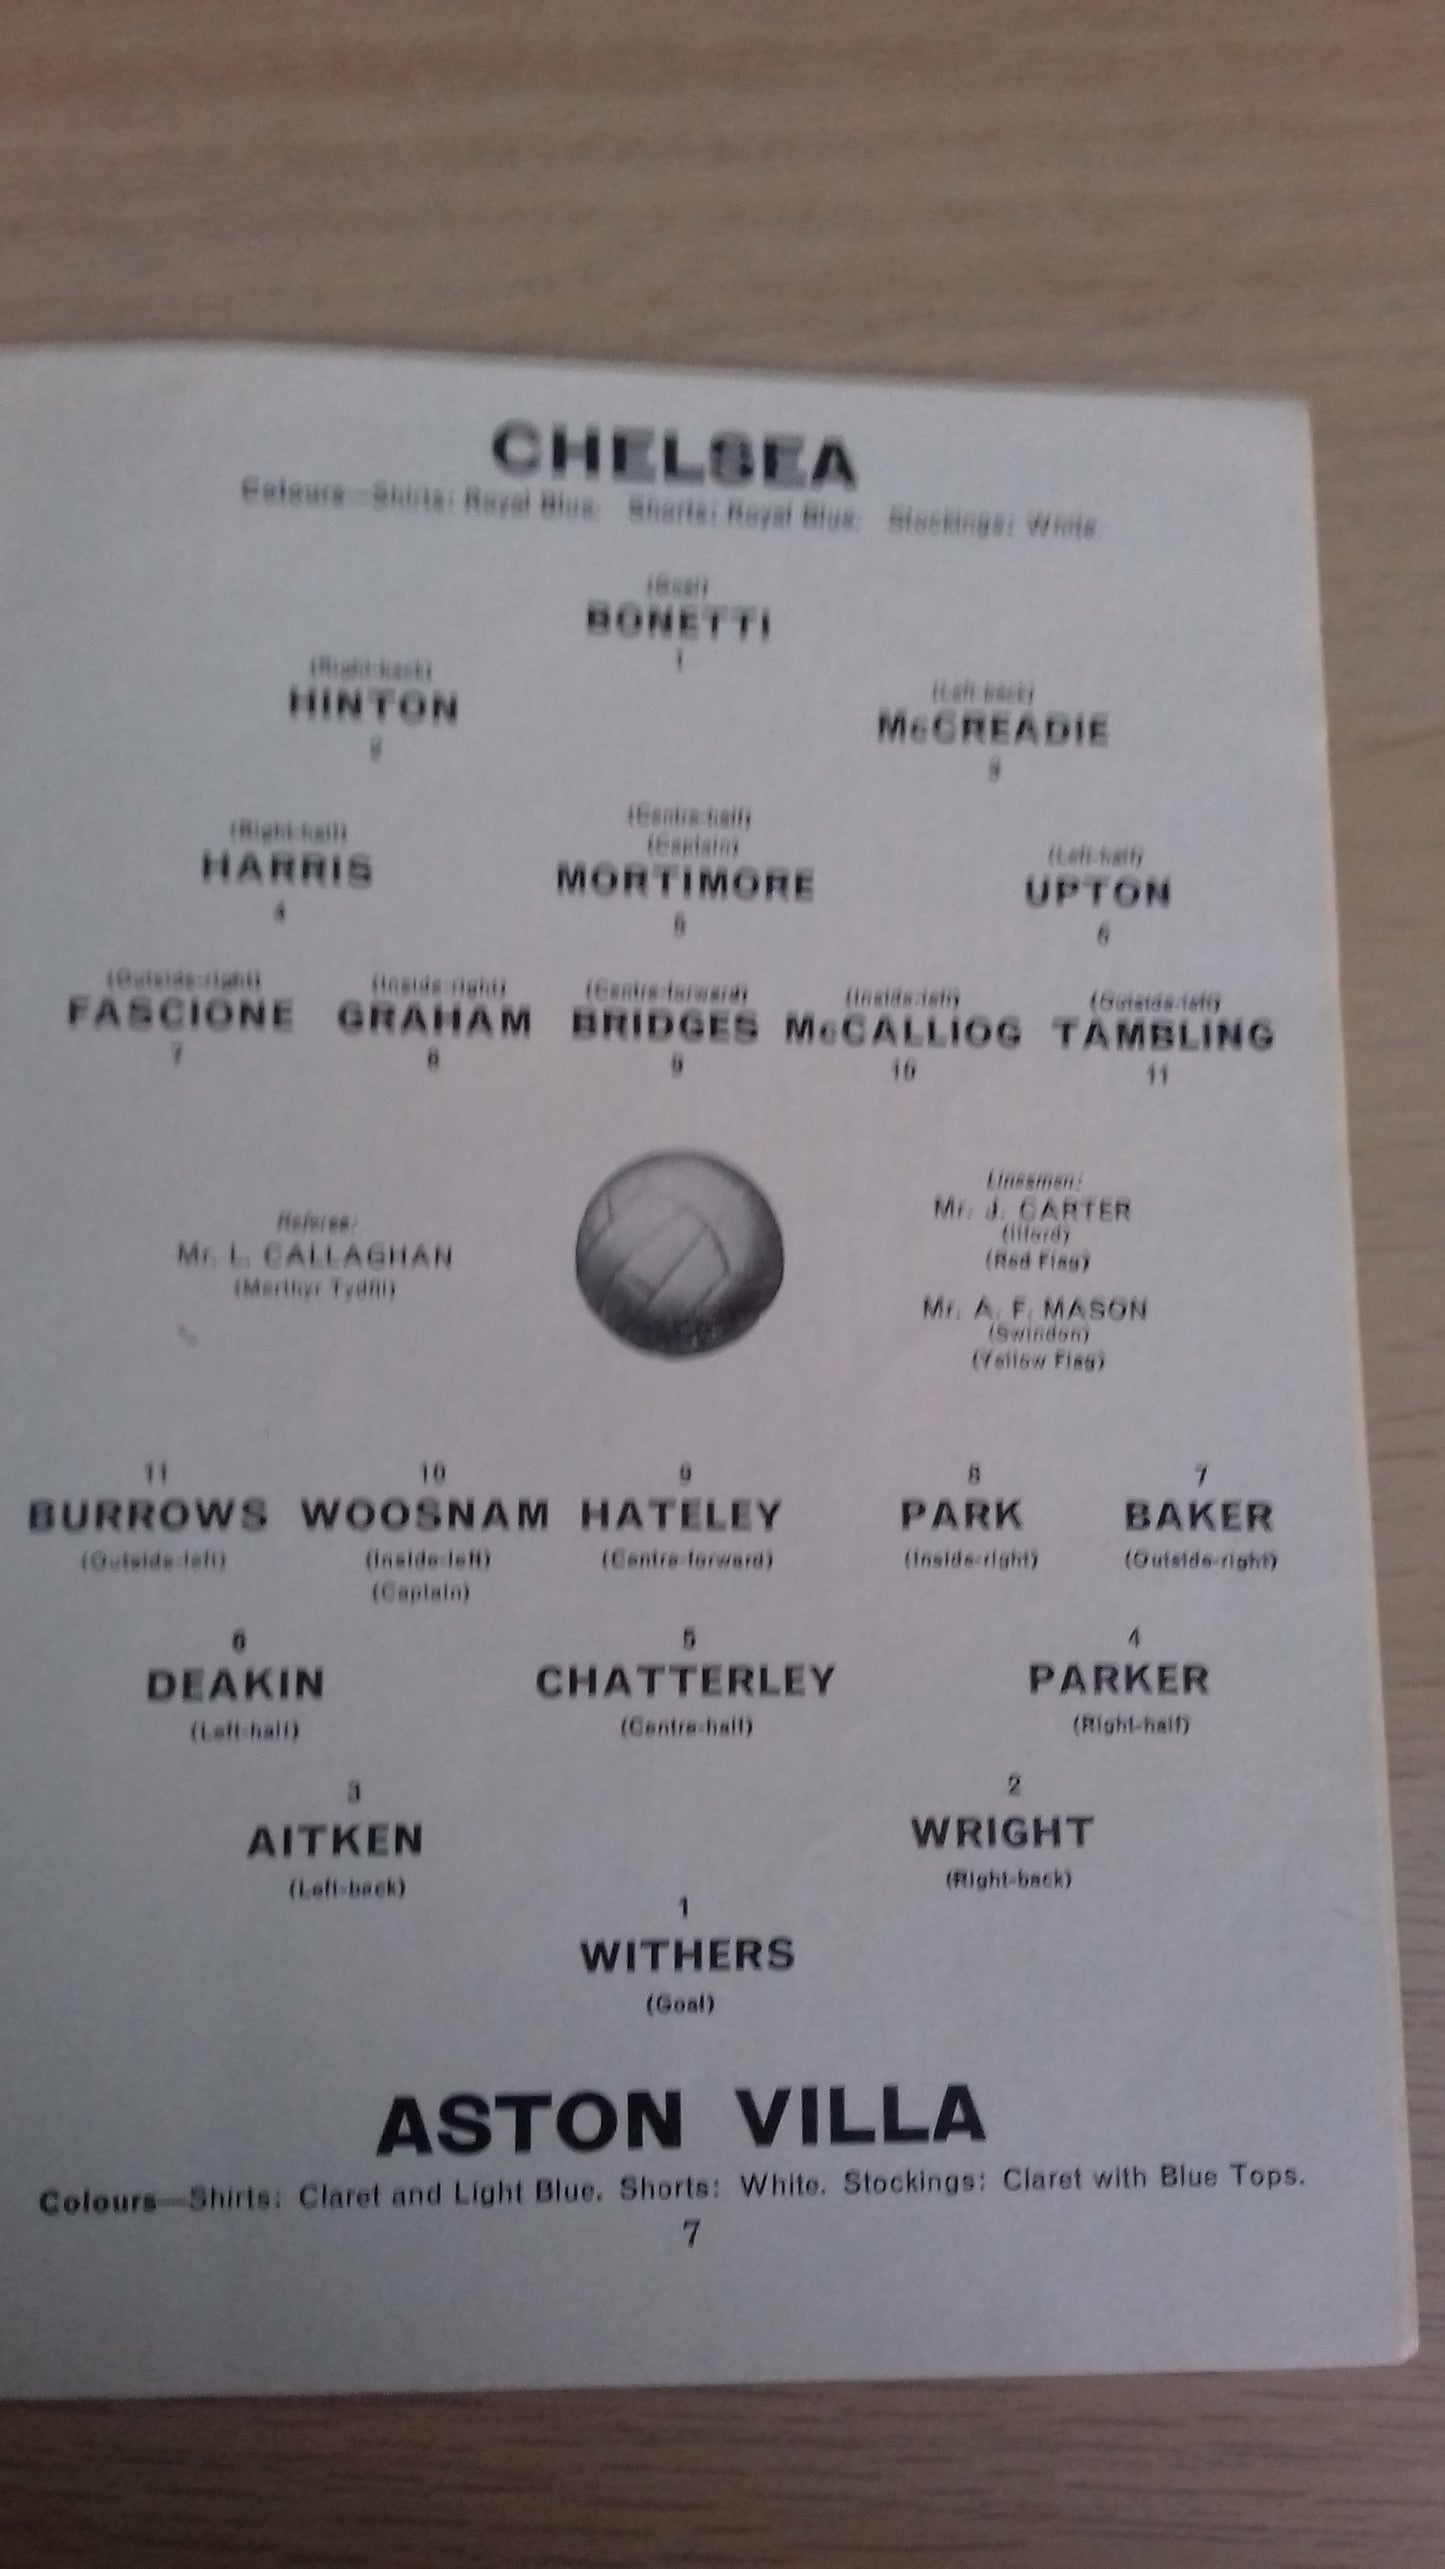 CHELSEA
Colours—Shirts: Royal Blue. Shorts: Royal Blue. Stockings: White.
(Goal)
BONETTI
1
(Right-back) (Left-back)
HINTON McCREADIE
2 3
(Centre-half)
(Right-half) (Captain) (Left-half)
HARRIS MORTIMORE UPTON
4 5 6
(Outside-right) (Inside-right) (Centre-forward) (Inside-left) (Outside-left)
FASCIONE GRAHAM BRIDGES McCALLIOG TAMBLING
7 8 9 10 11
Referee:
Mr. L. CALLAGHAN
(Merthyr Tydfil)
Linesmen:
Mr. J. CARTER
(Ilford)
(Red Flag)
Mr. A. F. MASON
(Swindon)
(Yellow Flag)
11 10 9 8 7
BURROWS WOOSNAM HATELEY PARK BAKER
(Outside-left) (Inside-left) (Centre-forward) (Inside-right) (Outside-right)
(Captain)
6 5 4
DEAKIN CHATTERLEY PARKER
(Left-half) (Centre-half) (Right-half)
3 2
AITKEN WRIGHT
(Left-back) (Right-back)
1
WITHERS
(Goal)
ASTON VILLA
Colours—Shirts: Claret and Light Blue. Shorts: White. Stockings: Claret with Blue Tops.
7